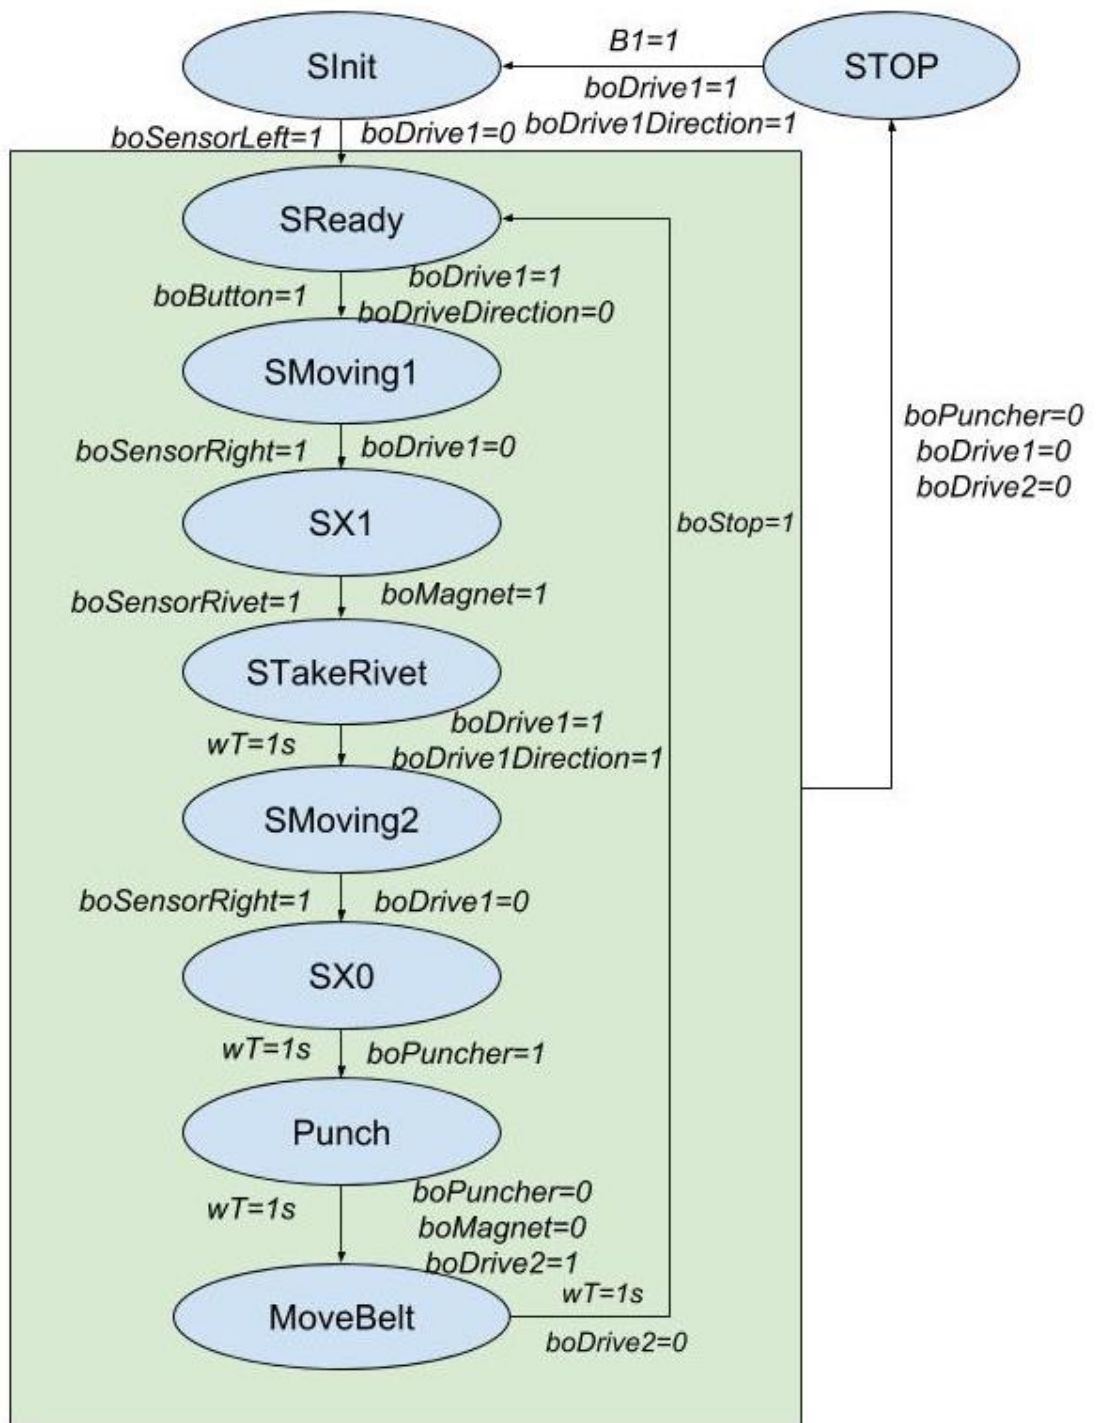 SInit
B1=1
STOP
boDrive1=1
boDrive1Direction=1
boSensorLeft=1
boDrive1=0
SReady
boButton=1
boDrive1=1
boDriveDirection=0
SMoving1
boSensorRight=1
boDrive1=0
boPuncher=0
boDrive1=0
boDrive2=0
SX1
boStop=1
boSensorRivet=1
boMagnet=1
STakeRivet
wT=1s
boDrive1=1
boDrive1Direction=1
SMoving2
boSensorRight=1
boDrive1=0
SX0
wT=1s
boPuncher=1
Punch
wT=1s
boPuncher=0
boMagnet=0
boDrive2=1
MoveBelt
wT=1s
boDrive2=0